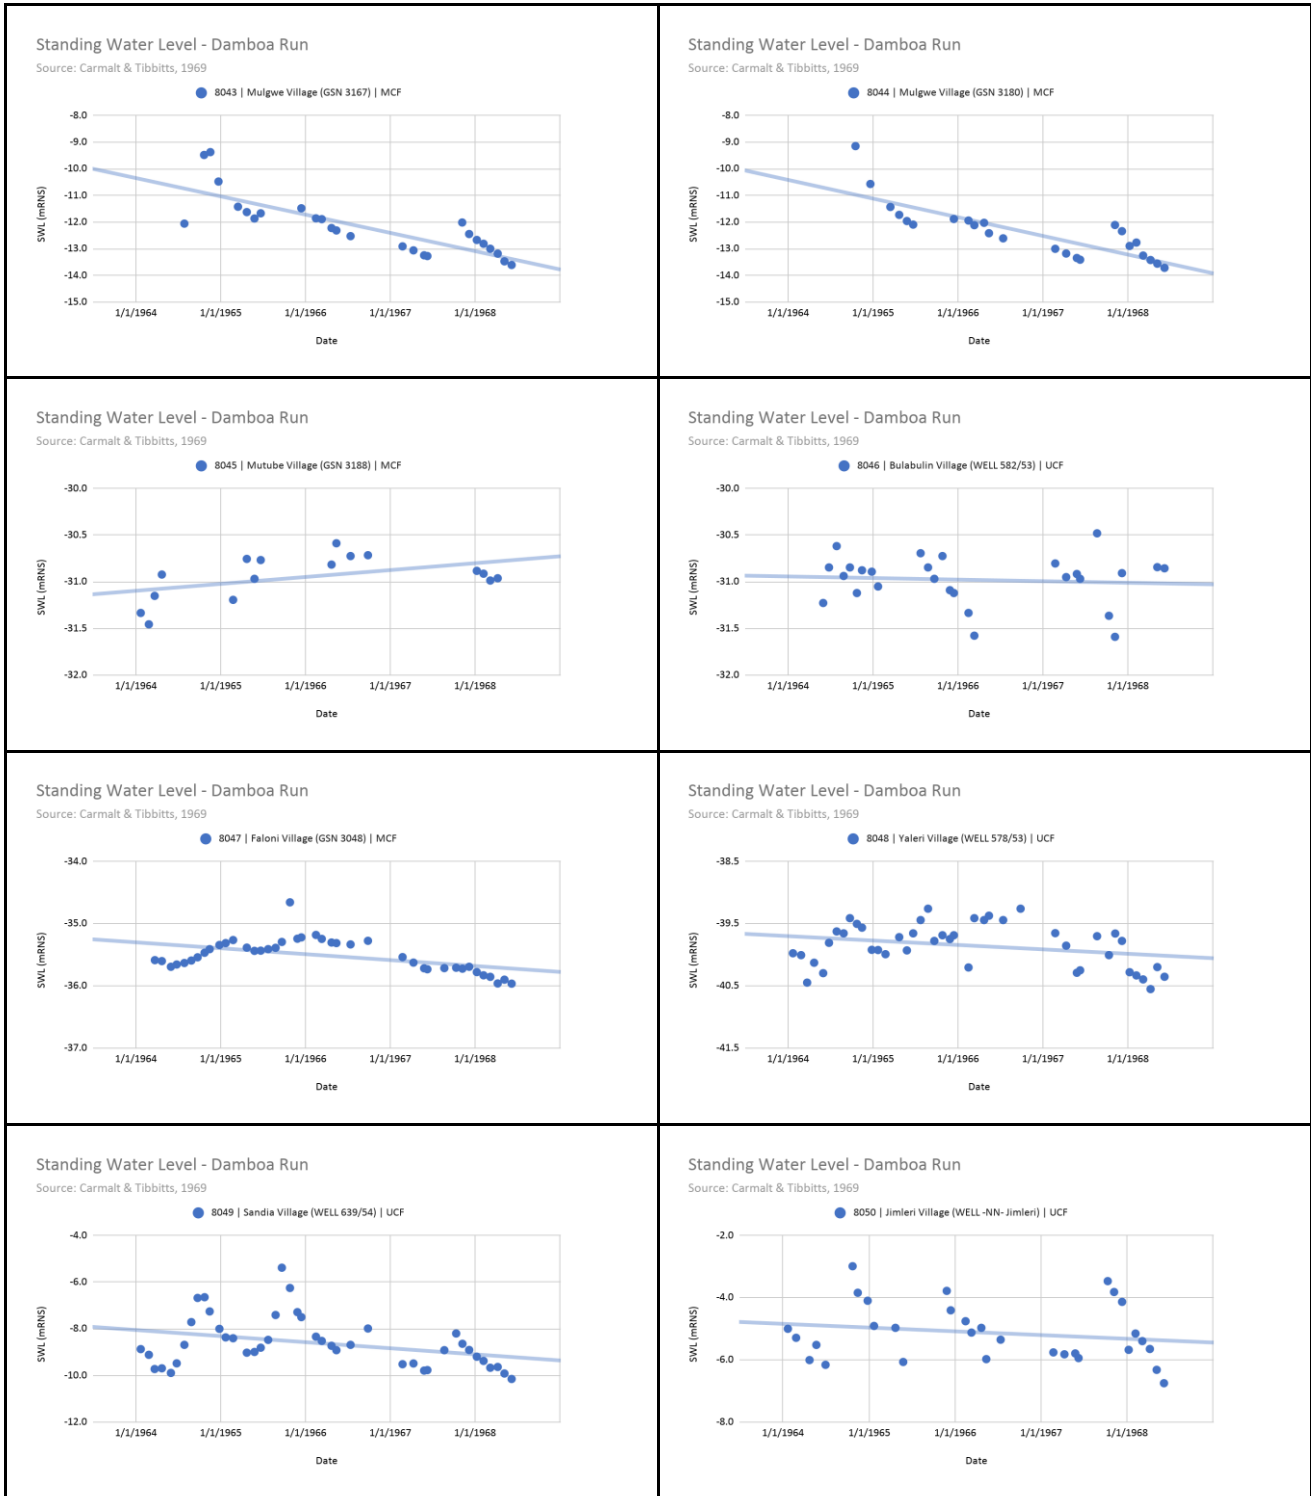 Standing Water Level - Damboa Run
Source: Carmalt & Tibbitts, 1969
8043 | Mulgwe Village (GSN 3167) | MCF
-8.0
-9.0
-10.0
-11.0
-12.0
-13.0
-14.0
-15.0
SWL (mRNS)
1/1/1964 1/1/1965 1/1/1966 1/1/1967 1/1/1968
Date
Standing Water Level - Damboa Run
Source: Carmalt & Tibbitts, 1969
8044 | Mulgwe Village (GSN 3180) | MCF
-8.0
-9.0
-10.0
-11.0
-12.0
-13.0
-14.0
-15.0
SWL (mRNS)
1/1/1964 1/1/1965 1/1/1966 1/1/1967 1/1/1968
Date
Standing Water Level - Damboa Run
Source: Carmalt & Tibbitts, 1969
8045 | Mutube Village (GSN 3188) | MCF
-30.0
-30.5
-31.0
-31.5
-32.0
SWL (mRNS)
1/1/1964 1/1/1965 1/1/1966 1/1/1967 1/1/1968
Date
Standing Water Level - Damboa Run
Source: Carmalt & Tibbitts, 1969
8046 | Bulabulin Village (WELL 582/53) | UCF
-30.0
-30.5
-31.0
-31.5
-32.0
SWL (mRNS)
1/1/1964 1/1/1965 1/1/1966 1/1/1967 1/1/1968
Date
Standing Water Level - Damboa Run
Source: Carmalt & Tibbitts, 1969
8047 | Faloni Village (GSN 3048) | MCF
-34.0
-35.0
-36.0
-37.0
SWL (mRNS)
1/1/1964 1/1/1965 1/1/1966 1/1/1967 1/1/1968
Date
Standing Water Level - Damboa Run
Source: Carmalt & Tibbitts, 1969
8048 | Yaleri Village (WELL 578/53) | UCF
-38.5
-39.5
-40.5
-41.5
SWL (mRNS)
1/1/1964 1/1/1965 1/1/1966 1/1/1967 1/1/1968
Date
Standing Water Level - Damboa Run
Source: Carmalt & Tibbitts, 1969
8049 | Sandia Village (WELL 639/54) | UCF
-4.0
-6.0
-8.0
-10.0
-12.0
SWL (mRNS)
1/1/1964 1/1/1965 1/1/1966 1/1/1967 1/1/1968
Date
Standing Water Level - Damboa Run
Source: Carmalt & Tibbitts, 1969
8050 | Jimleri Village (WELL -NN- Jimleri) | UCF
-2.0
-4.0
-6.0
-8.0
SWL (mRNS)
1/1/1964 1/1/1965 1/1/1966 1/1/1967 1/1/1968
Date